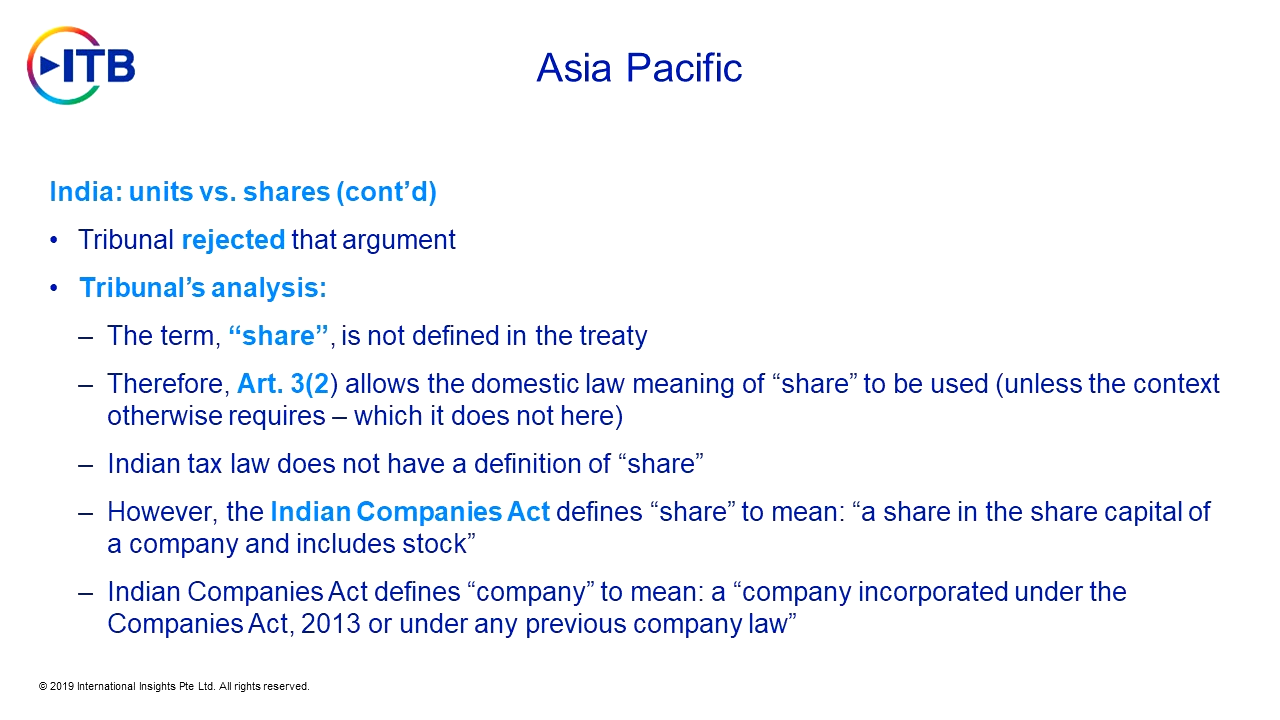 ITB
Asia Pacific
India: units vs. shares (cont’d)
• Tribunal rejected that argument
• Tribunal’s analysis:
– The term, “share”, is not defined in the treaty
– Therefore, Art. 3(2) allows the domestic law meaning of “share” to be used (unless the context
otherwise requires – which it does not here)
– Indian tax law does not have a definition of “share”
– However, the Indian Companies Act defines “share” to mean: “a share in the share capital of
a company and includes stock”
– Indian Companies Act defines “company” to mean: a “company incorporated under the
Companies Act, 2013 or under any previous company law”
© 2019 International Insights Pte Ltd. All rights reserved.